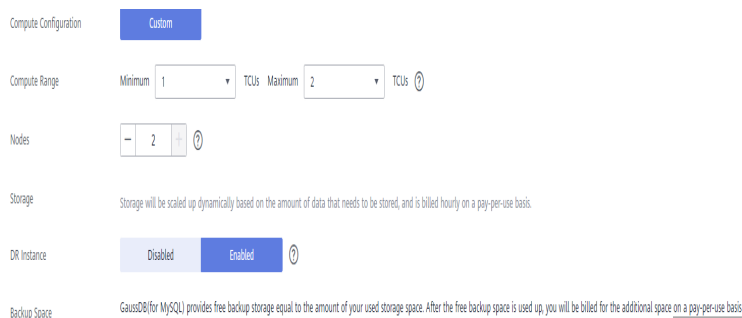 Compute Configuration Custom
Compute Range Minimum 1 TCUs Maximum 2 TCUs ?
Nodes − 2 + ?
Storage Storage will be scaled up dynamically based on the amount of data that needs to be stored, and is billed hourly on a pay-per-use basis.
DR Instance Disabled Enabled ?
Backup Space GaussDB(for MySQL) provides free backup storage equal to the amount of your used storage space. After the free backup space is used up, you will be billed for the additional space on a pay-per-use basis